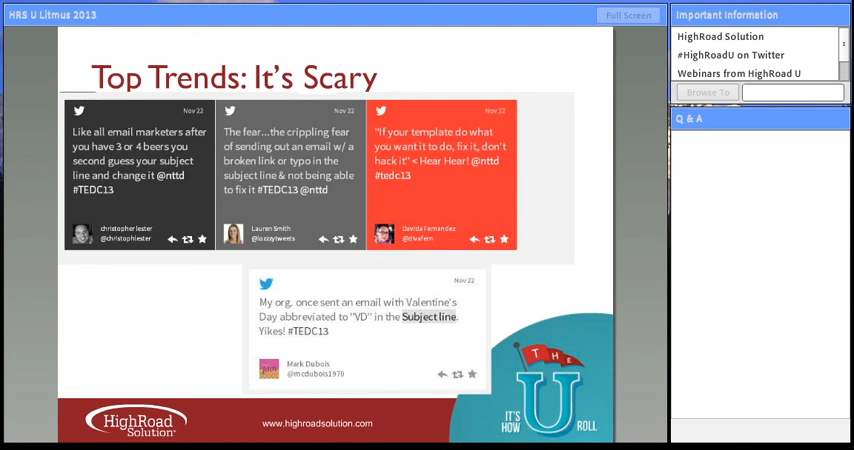 HRS U Litmus 2013
Full Screen
Top Trends: It's Scary
Nov 22
Like all email marketers after
you have 3 or 4 beers you
second guess your subject
line and change it @nttd
#TEDC13
christopher lester
@christophlester
Nov 22
The fear...the crippling fear
of sending out an email w/ a
broken link or typo in the
subject & not being able
to fix it #TEDC13 @nttd
Lauren Smith
@lozzytweets
Nov 22
"If your template do what
you want it to do, fix it, don't
hack it" < Hear Hear! @nttd
#tedc13
Davida Fernandez
@divafern
Nov 22
My org. once sent an email with Valentine's
Day abbreviated to "VD" in the Subject line.
Yikes! #TEDC13
Mark Dubois
@mcdubois1970
HighRoad
Solution
www.highroadsolution.com
THE
U
IT'S
HOW
ROLL
Important Information
HighRoad Solution
#HighRoadU on Twitter
Webinars from HighRoad U
Browse To
Q & A